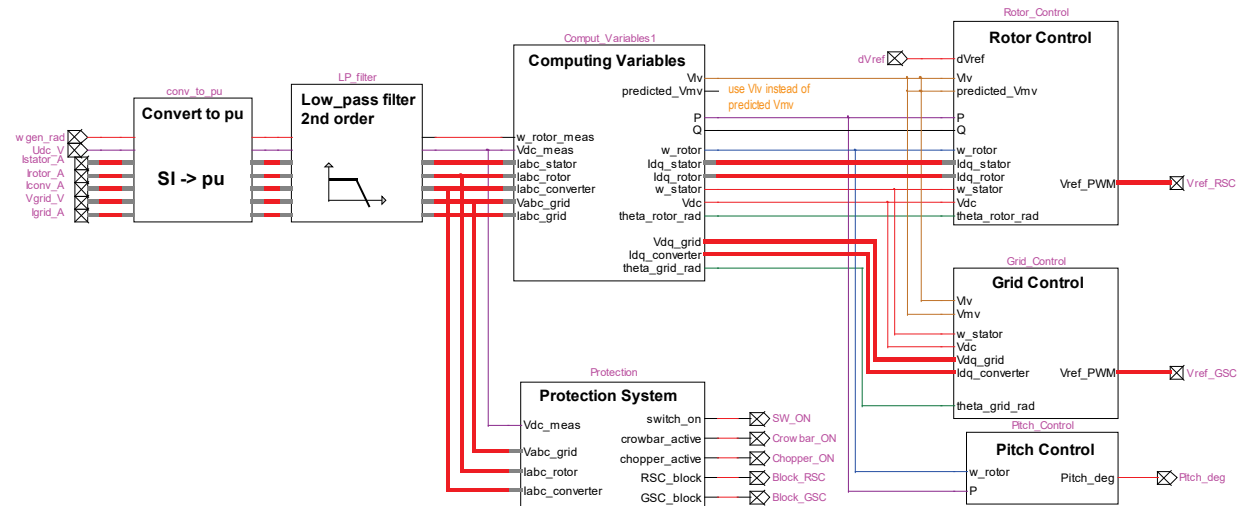 conv_to_pu
Convert to pu
SI -> pu
w gen_rad
Udc_V
Istator_A
Irotor_A
Iconv_A
Vgrid_V
Igrid_A
LP_filter
Low_pass filter
2nd order
Comput_Variables1
Computing Variables
w_rotor_meas
Vdc_meas
Iabc_stator
Iabc_rotor
Iabc_converter
Vabc_grid
Iabc_grid
Vlv
predicted_Vmv
P
Q
w_rotor
Idq_stator
Idq_rotor
w_stator
Vdc
theta_rotor_rad
Vdq_grid
Idq_converter
theta_grid_rad
use Vlv instead of
predicted Vmv
Rotor_Control
Rotor Control
dVref
dVref
Vlv
predicted_Vmv
P
Q
w_rotor
Idq_stator
Idq_rotor
w_stator
Vdc
theta_rotor_rad
Vref_PWM
Vref_RSC
Grid_Control
Grid Control
Vlv
Vmv
w_stator
Vdc
Vdq_grid
Idq_converter
theta_grid_rad
Vref_PWM
Vref_GSC
Protection
Protection System
Vdc_meas
Vabc_grid
Iabc_rotor
Iabc_converter
switch_on
crowbar_active
chopper_active
RSC_block
GSC_block
SW_ON
Crowbar_ON
Chopper_ON
Block_RSC
Block_GSC
Pitch_Control
Pitch Control
w_rotor
P
Pitch_deg
Pitch_deg